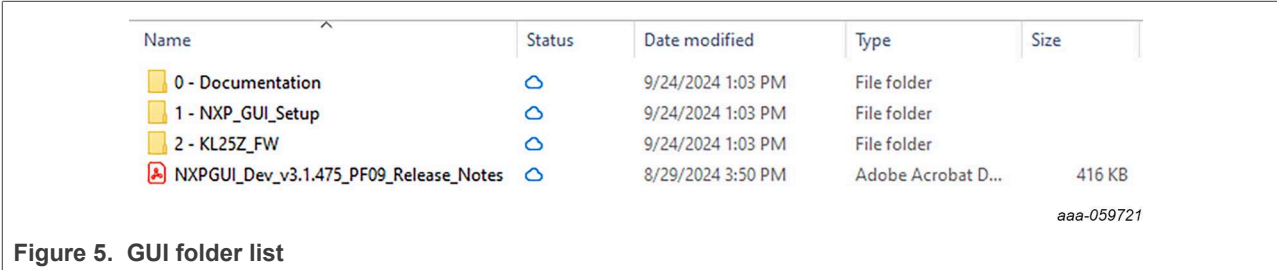 Name Status Date modified Type Size
0 - Documentation 9/24/2024 1:03 PM File folder
1 - NXP_GUI_Setup 9/24/2024 1:03 PM File folder
2 - KL25Z_FW 9/24/2024 1:03 PM File folder
NXPGUI_Dev_v3.1.475_PF09_Release_Notes 8/29/2024 3:50 PM Adobe Acrobat D... 416 KB
aaa-059721
Figure 5. GUI folder list